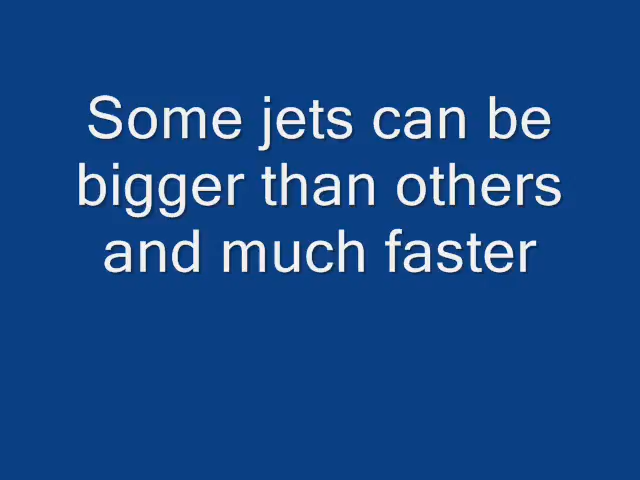 Some jets can be
bigger than others
and much faster